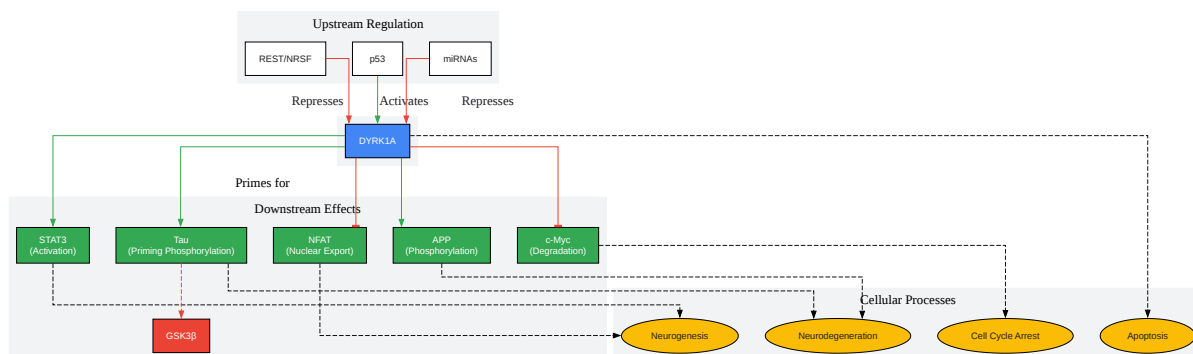 Upstream Regulation
REST/NRSF
p53
miRNAs
Represses
Activates
Represses
DYRK1A
Primes for
Downstream Effects
STAT3
(Activation)
Tau
(Priming Phosphorylation)
NFAT
(Nuclear Export)
APP
(Phosphorylation)
c-Myc
(Degradation)
Cellular Processes
GSK3β
Neurogenesis
Neurodegeneration
Cell Cycle Arrest
Apoptosis